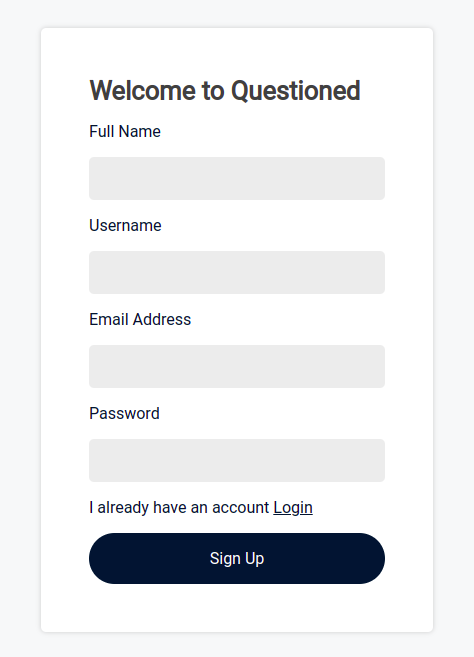 Welcome to Questioned
Full Name
Username
Email Address
Password
I already have an account Login
Sign Up